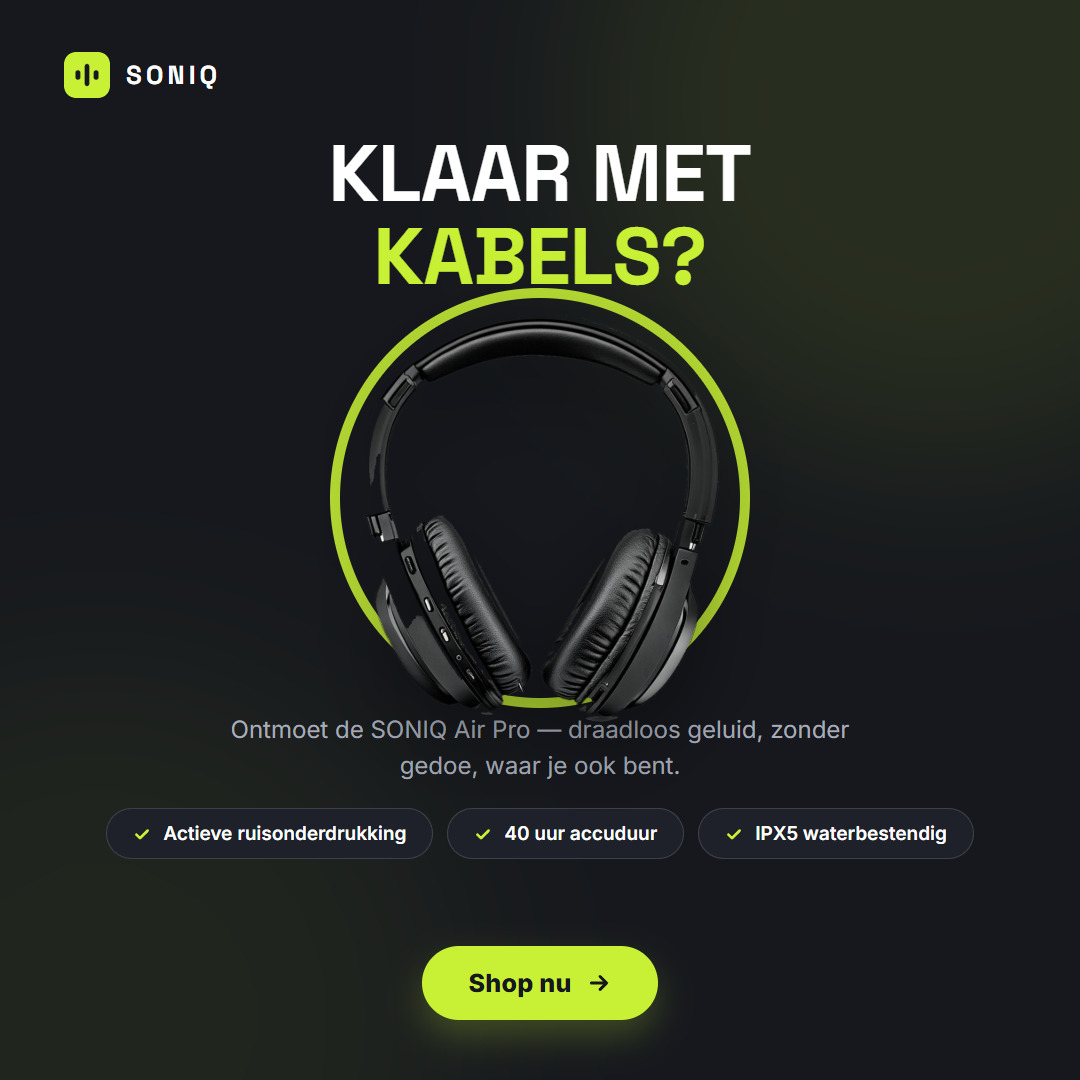 SONIQ
KLAAR MET
KABELS?
Ontmoet de SONIQ Air Pro — draadloos geluid, zonder
gedoe, waar je ook bent.
Actieve ruisonderdrukking
40 uur accuduur
IPX5 waterbestendig
Shop nu →